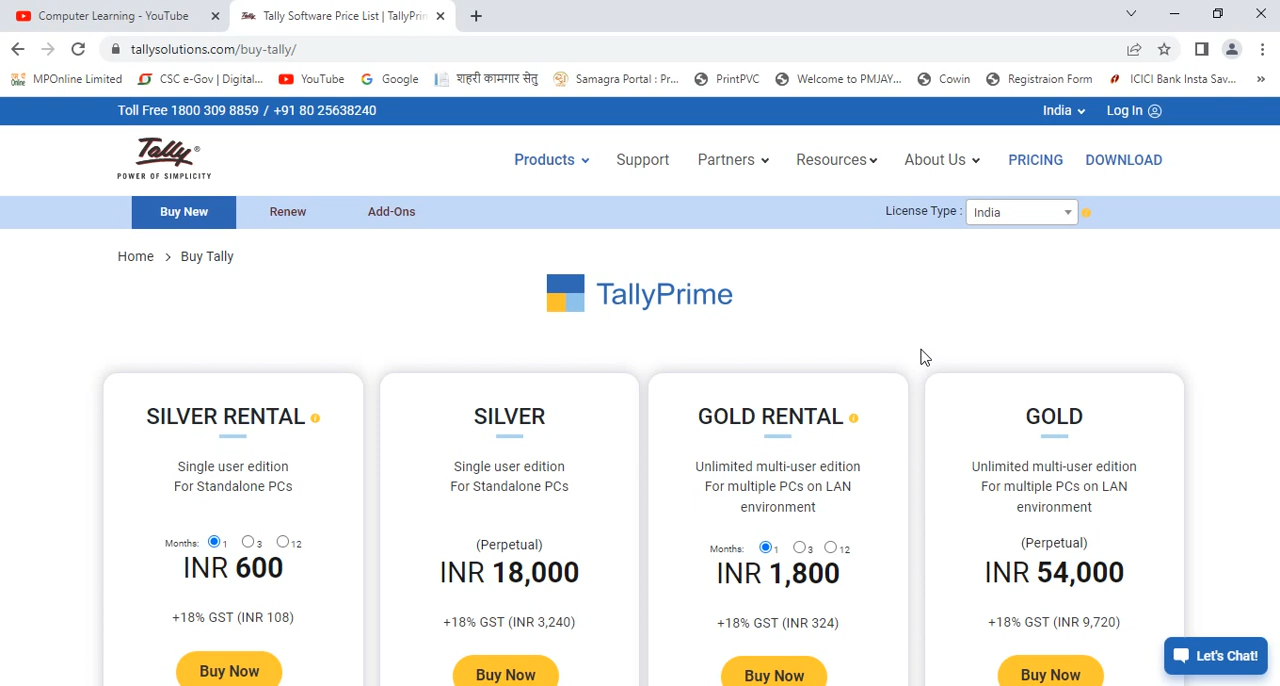 Computer Learning - YouTube
Tally Software Price List | TallyPrim
tallysolutions.com/buy-tally/
MPOnline Limited
CSC e-Gov | Digital...
YouTube
Google
शहरी कामगार सेतु
Samagra Portal : Pr...
PrintPVC
Welcome to PMJAY...
Cowin
Registraion Form
ICICI Bank Insta Sav...
»
Toll Free 1800 309 8859 / +91 80 25638240
India
Log In
Tally®
POWER OF SIMPLICITY
Products
Support
Partners
Resources
About Us
PRICING
DOWNLOAD
Buy New
Renew
Add-Ons
License Type :
India
Home > Buy Tally
TallyPrime
SILVER RENTAL
Single user edition
For Standalone PCs
Months: 1 3 12
INR 600
+18% GST (INR 108)
Buy Now
SILVER
Single user edition
For Standalone PCs
(Perpetual)
INR 18,000
+18% GST (INR 3,240)
Buy Now
GOLD RENTAL
Unlimited multi-user edition
For multiple PCs on LAN
environment
Months: 1 3 12
INR 1,800
+18% GST (INR 324)
Buy Now
GOLD
Unlimited multi-user edition
For multiple PCs on LAN
environment
(Perpetual)
INR 54,000
+18% GST (INR 9,720)
Buy Now
Let's Chat!